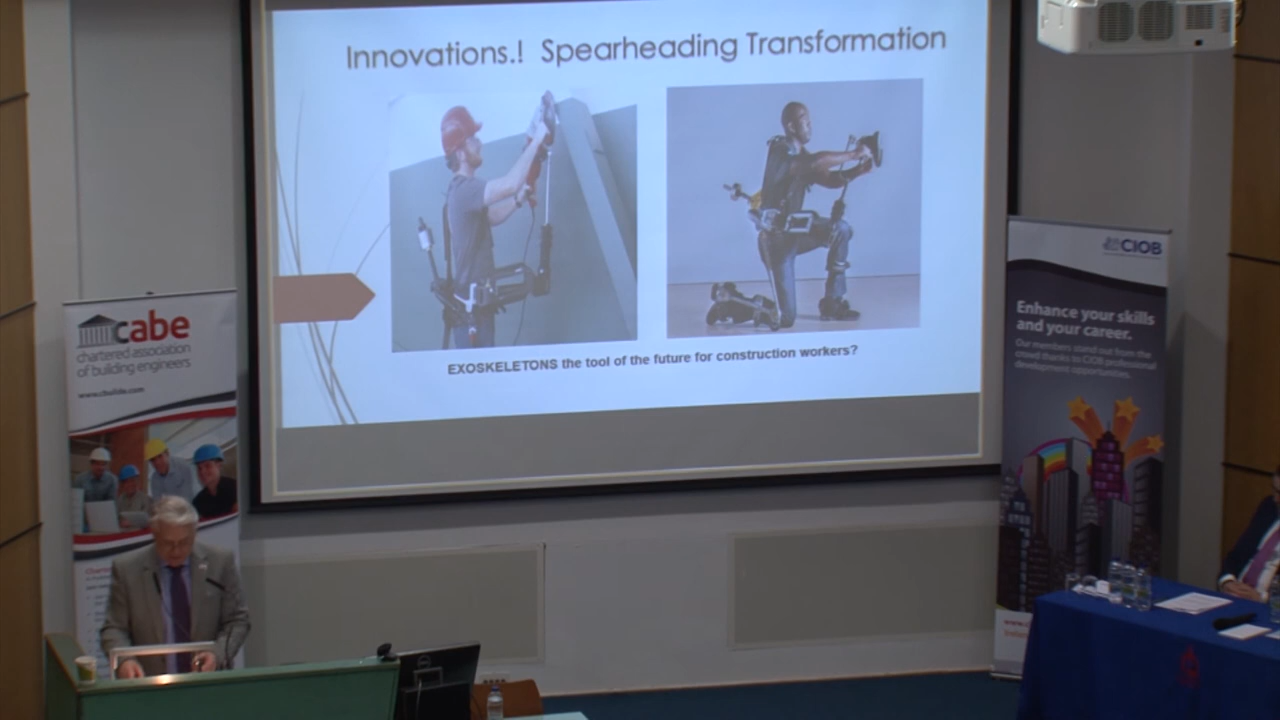 Innovations.! Spearheading Transformation
EXOSKELETONS the tool of the future for construction workers?
cabe
chartered association
of building engineers
www.cbuilde.com
CIOB
Enhance your skills
and your career.
Our members stand out from the
crowd thanks to CIOB professional
development opportunities.